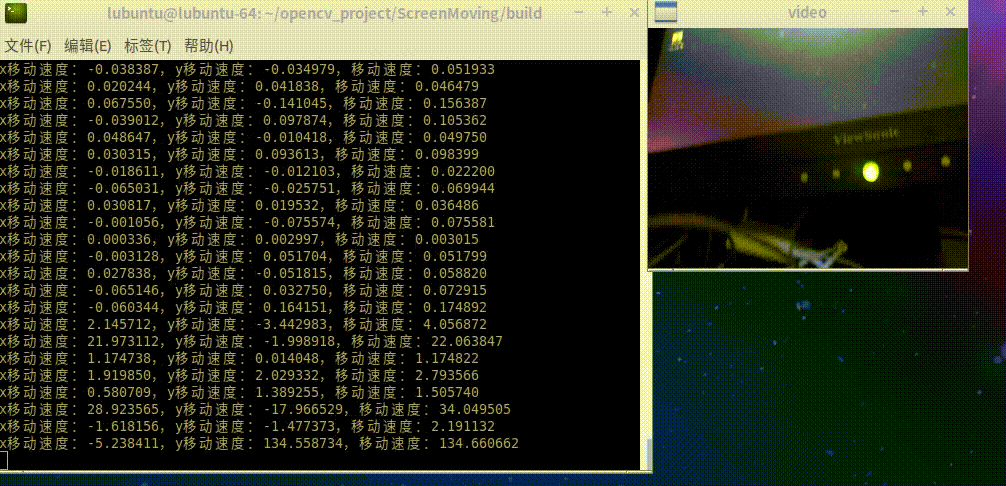 lubuntu@lubuntu-64: ~/opencv_project/ScreenMoving/build
文件(F) 编辑(E) 标签(T) 帮助(H)
x移动速度：-0.038387，y移动速度：-0.034979，移动速度：0.051933
x移动速度：0.020244，y移动速度：0.041838，移动速度：0.046479
x移动速度：0.067550，y移动速度：-0.141045，移动速度：0.156387
x移动速度：-0.039012，y移动速度：0.097874，移动速度：0.105362
x移动速度：0.048647，y移动速度：-0.010418，移动速度：0.049750
x移动速度：0.030315，y移动速度：0.093613，移动速度：0.098399
x移动速度：-0.018611，y移动速度：-0.012103，移动速度：0.022200
x移动速度：-0.065031，y移动速度：-0.025751，移动速度：0.069944
x移动速度：0.030817，y移动速度：0.019532，移动速度：0.036486
x移动速度：-0.001056，y移动速度：-0.075574，移动速度：0.075581
x移动速度：0.000336，y移动速度：0.002997，移动速度：0.003015
x移动速度：-0.003128，y移动速度：0.051704，移动速度：0.051799
x移动速度：0.027838，y移动速度：-0.051815，移动速度：0.058820
x移动速度：-0.065146，y移动速度：0.032750，移动速度：0.072915
x移动速度：-0.060344，y移动速度：0.164151，移动速度：0.174892
x移动速度：2.145712，y移动速度：-3.442983，移动速度：4.056872
x移动速度：21.973112，y移动速度：-1.998918，移动速度：22.063847
x移动速度：1.174738，y移动速度：0.014048，移动速度：1.174822
x移动速度：1.919850，y移动速度：2.029332，移动速度：2.793566
x移动速度：0.580709，y移动速度：1.389255，移动速度：1.505740
x移动速度：28.923565，y移动速度：-17.966529，移动速度：34.049505
x移动速度：-1.618156，y移动速度：-1.477373，移动速度：2.191132
x移动速度：-5.238411，y移动速度：134.558734，移动速度：134.660662
video
ViewSonic